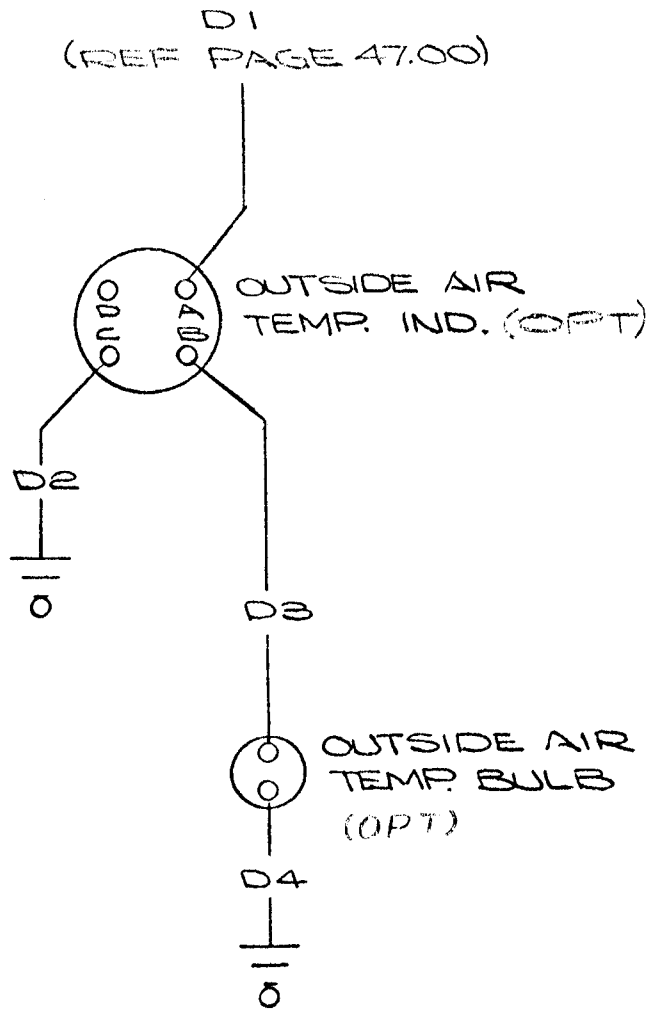 D1
(REF PAGE 47.00)
OUTSIDE AIR
TEMP. IND. (OPT)
D A
C B
D2
D3
OUTSIDE AIR
TEMP. BULB
(OPT)
D4